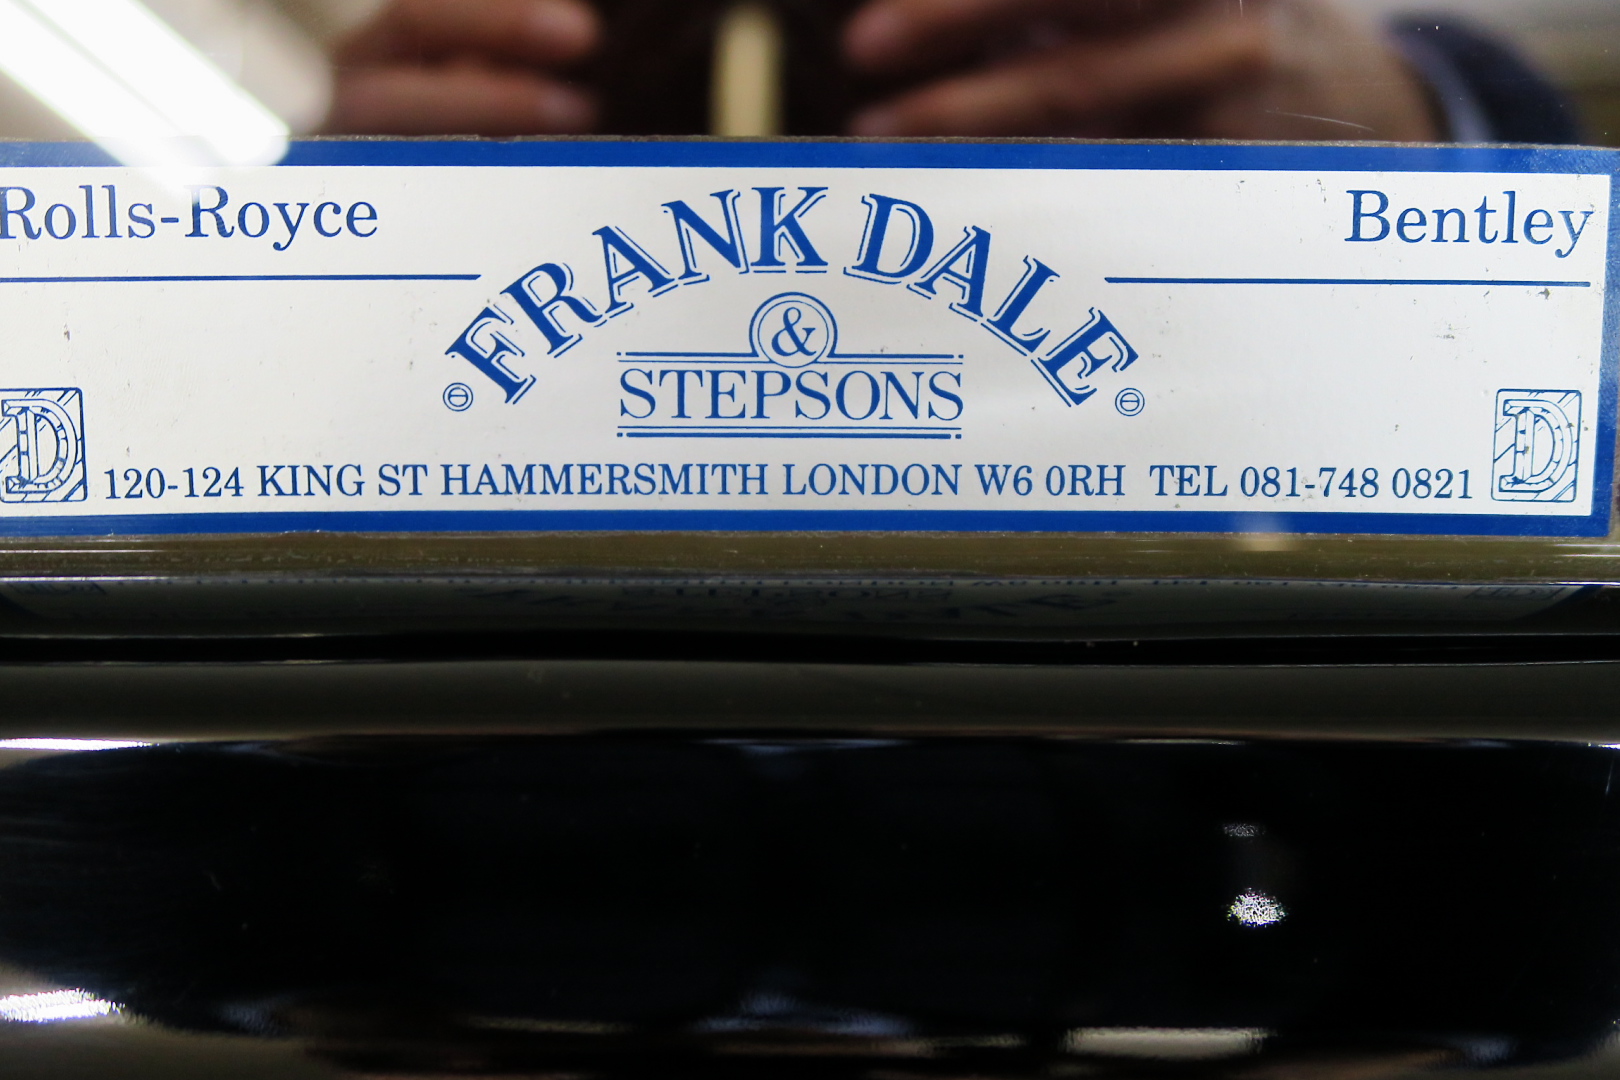 Rolls-Royce
Bentley
FRANK DALE
&
STEPSONS
D
D
120-124 KING ST HAMMERSMITH LONDON W6 0RH TEL 081-748 0821